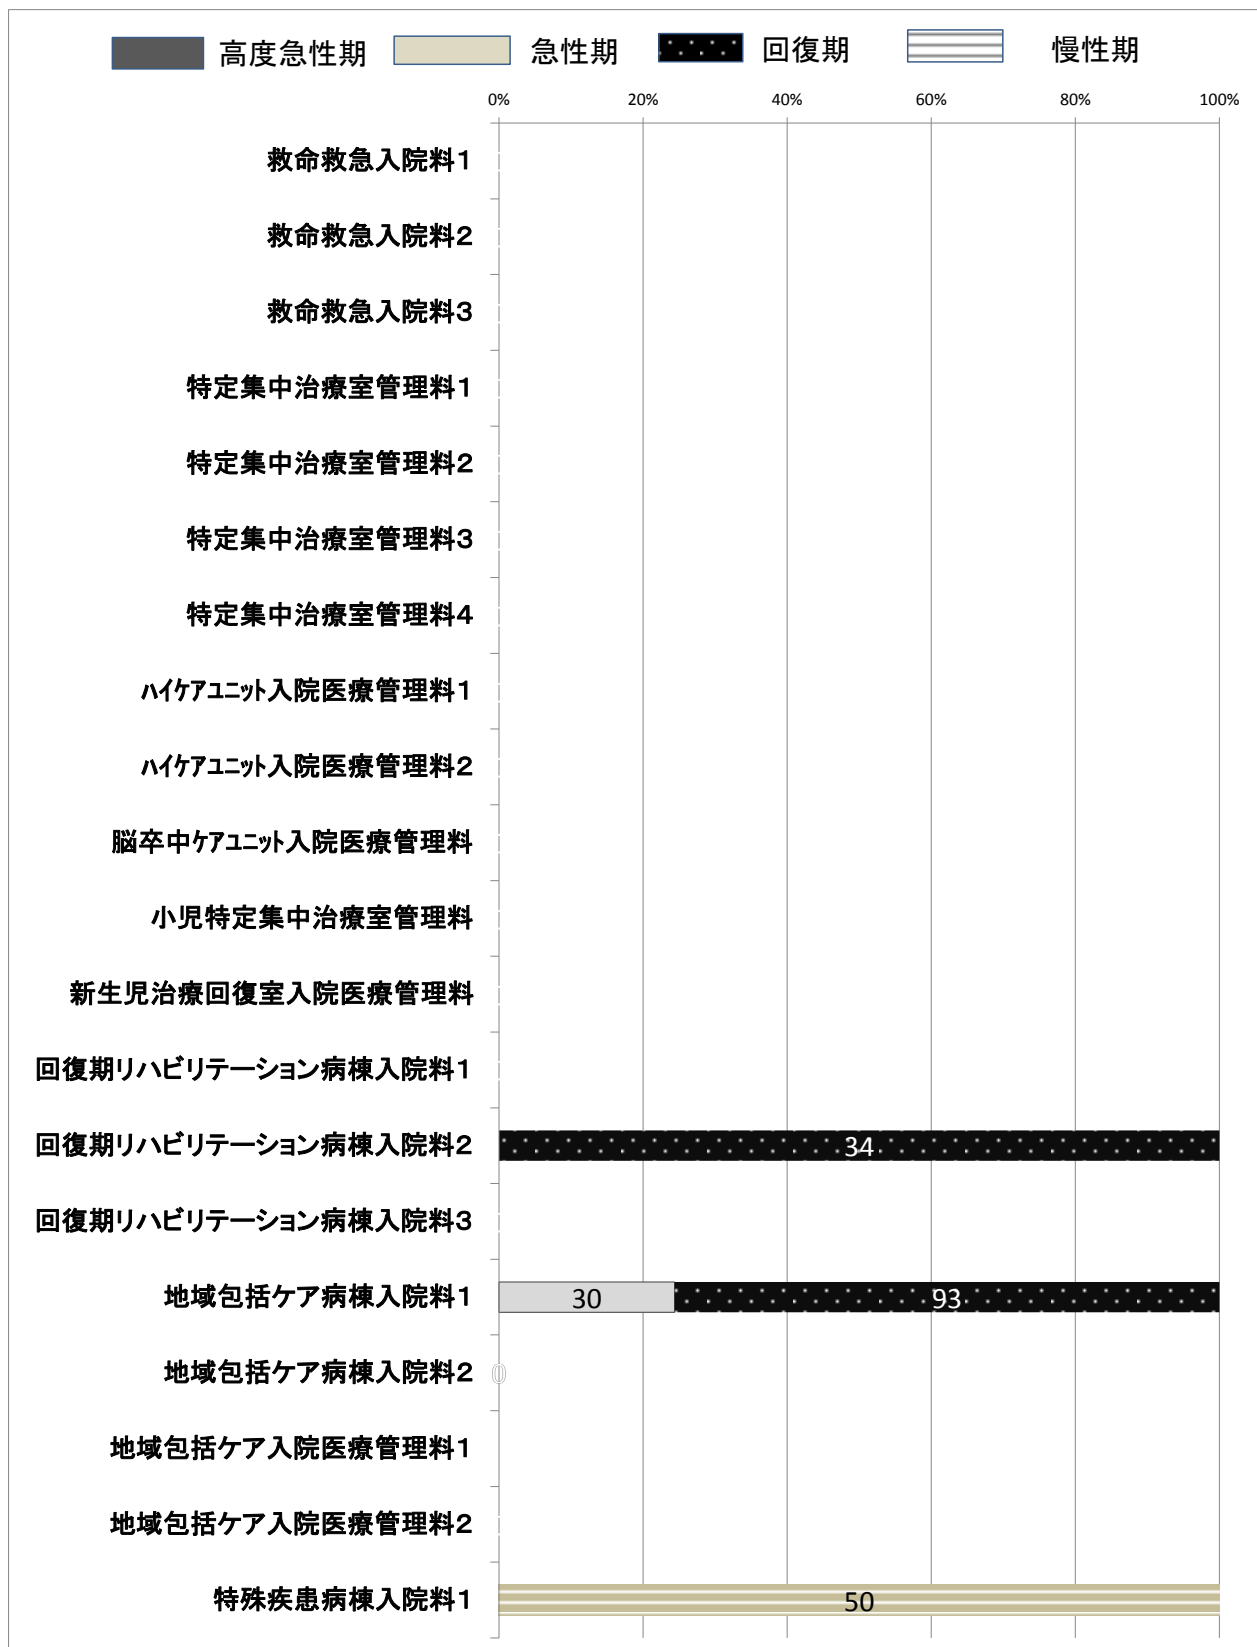 高度急性期 急性期 回復期 慢性期
0% 20% 40% 60% 80% 100%
救命救急入院料1
救命救急入院料2
救命救急入院料3
特定集中治療室管理料1
特定集中治療室管理料2
特定集中治療室管理料3
特定集中治療室管理料4
ﾊｲｹｱﾕﾆｯﾄ入院医療管理料1
ﾊｲｹｱﾕﾆｯﾄ入院医療管理料2
脳卒中ｹｱﾕﾆｯﾄ入院医療管理料
小児特定集中治療室管理料
新生児治療回復室入院医療管理料
回復期リハビリテーション病棟入院料1
回復期リハビリテーション病棟入院料2 34
回復期リハビリテーション病棟入院料3
地域包括ケア病棟入院料1 30 93
地域包括ケア病棟入院料2 0
地域包括ケア入院医療管理料1
地域包括ケア入院医療管理料2
特殊疾患病棟入院料1 50